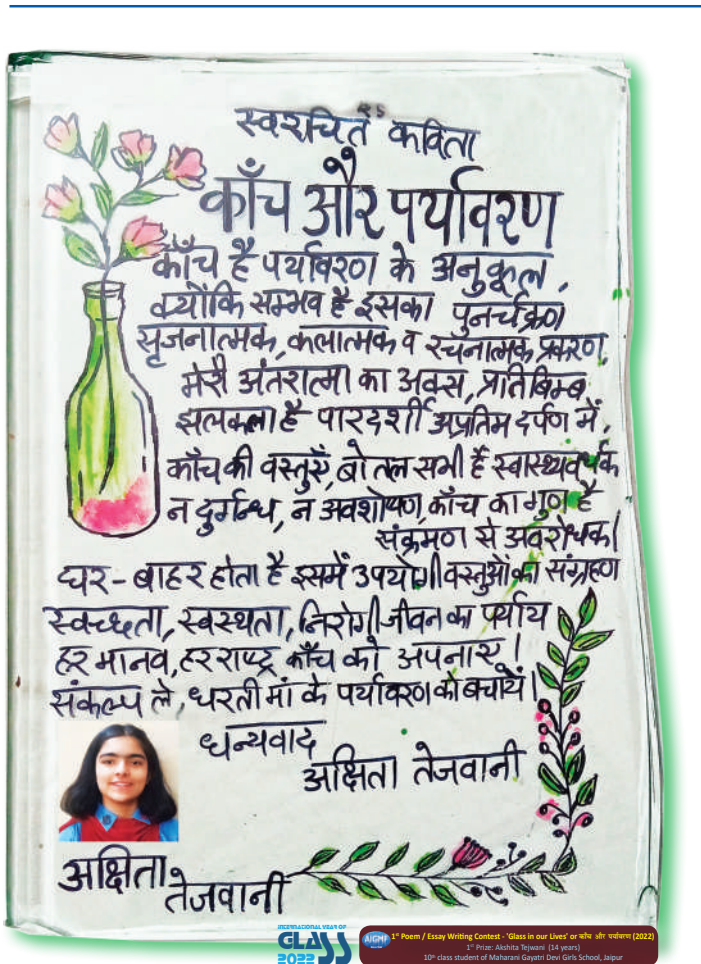 स्वरचित कविता
काँच और पर्यावरण
काँच है पर्यावरण के अनुकूल,
क्योंकि सम्भव है इसका पुनर्चक्रण
सृजनात्मक, कलात्मक व रचनात्मक प्रकरण,
मेरी अंतरात्मा का अक्स, प्रतिबिम्ब
झलकला है पारदर्शी अप्रतिम दर्पण में,
काँच की वस्तुएँ, बोतल सभी हैं स्वास्थ्यवर्धक
न दुर्गन्ध, न अवशोषण, काँच का गुण है
संक्रमण से अवरोधक।
घर - बाहर होता है इसमें उपयोगी वस्तुओं का संग्रहण
स्वच्छता, स्वस्थता, निरोगी जीवन का पर्याय
हर मानव, हर राष्ट्र काँच को अपनाए।
संकल्प ले, धरती मां के पर्यावरण को बचायें।
धन्यवाद
अक्षिता तेजवानी
अक्षिता
तेजवानी
INTERNATIONAL YEAR OF
GLASS
2022
AIGMF
1st Poem / Essay Writing Contest - 'Glass in our Lives' or काँच और पर्यावरण (2022)
1st Prize: Akshita Tejwani (14 years)
10th class student of Maharani Gayatri Devi Girls School, Jaipur